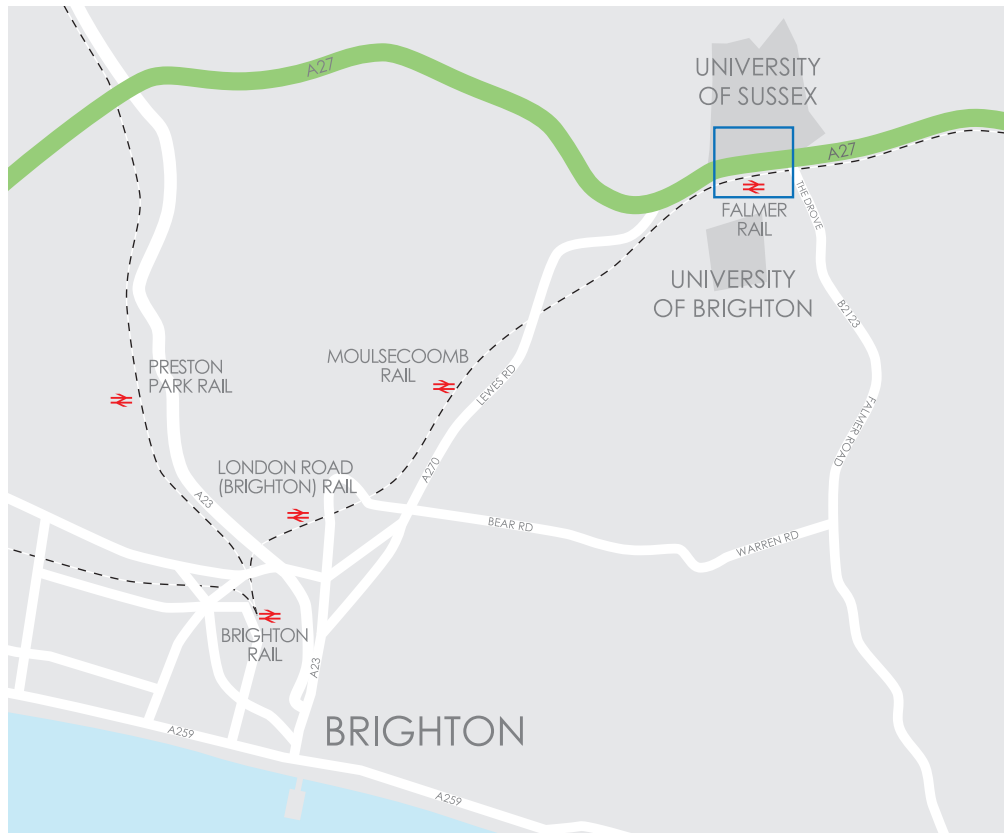 A27
UNIVERSITY
OF SUSSEX
A27
THE DROVE
FALMER
RAIL
UNIVERSITY
OF BRIGHTON
B2123
MOULSECOOMB
RAIL
PRESTON
PARK RAIL
LEWES RD
FALMER ROAD
LONDON ROAD
(BRIGHTON) RAIL
A270
A23
BEAR RD
WARREN RD
BRIGHTON
RAIL
A23
BRIGHTON
A259
A259